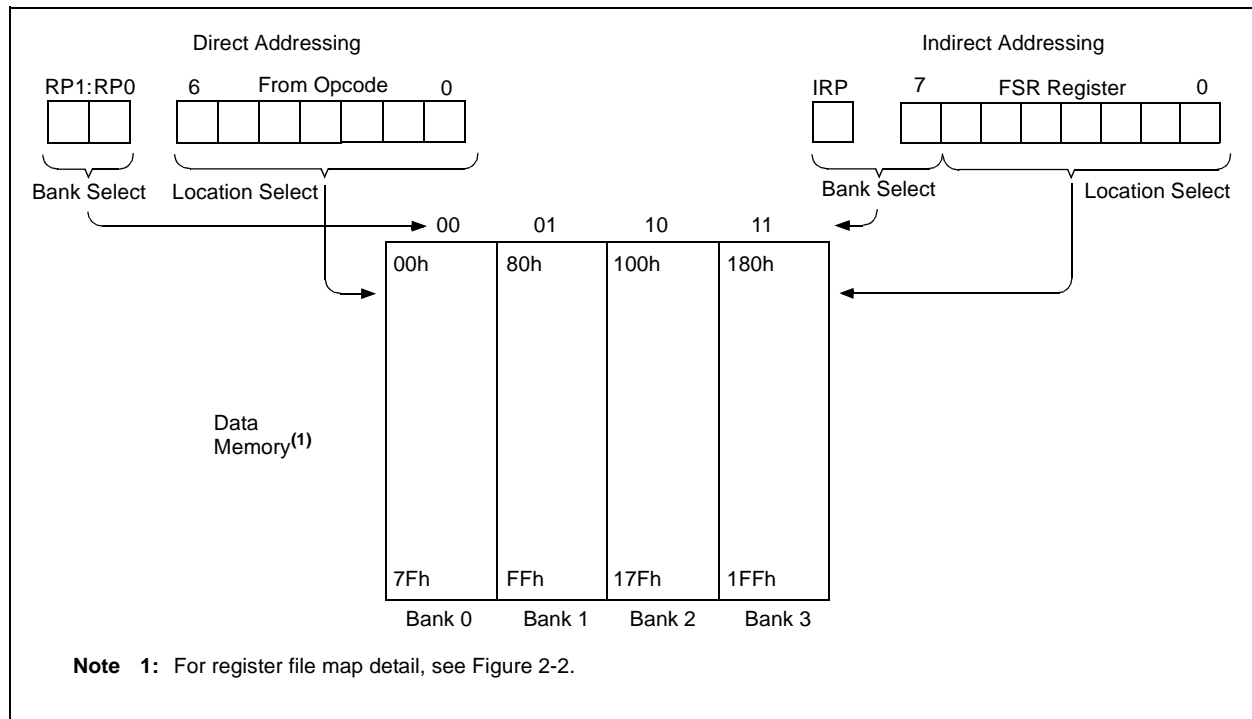 Direct Addressing
Indirect Addressing
RP1:RP0 6 From Opcode 0
IRP 7 FSR Register 0
Bank Select Location Select
Bank Select Location Select
00 01 10 11
00h 80h 100h 180h
Data
Memory(1)
7Fh FFh 17Fh 1FFh
Bank 0 Bank 1 Bank 2 Bank 3
Note 1: For register file map detail, see Figure 2-2.